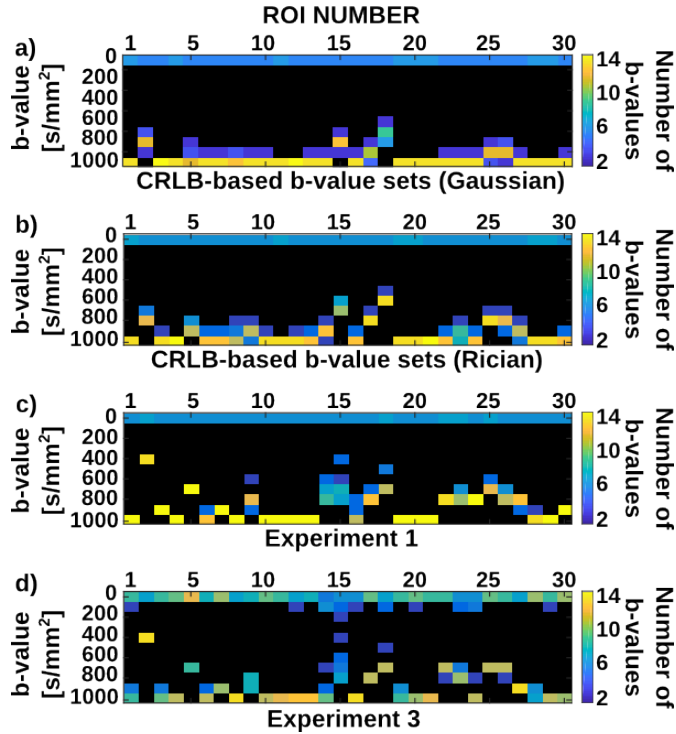 ROI NUMBER
a)
1 5 10 15 20 25 30
0
200
400
600
800
1000
b-value
[s/mm²]
14
10
6
2
Number of
b-values
CRLB-based b-value sets (Gaussian)
b)
1 5 10 15 20 25 30
0
200
400
600
800
1000
b-value
[s/mm²]
14
10
6
2
Number of
b-values
CRLB-based b-value sets (Rician)
c)
1 5 10 15 20 25 30
0
200
400
600
800
1000
b-value
[s/mm²]
14
10
6
2
Number of
b-values
Experiment 1
d)
1 5 10 15 20 25 30
0
200
400
600
800
1000
b-value
[s/mm²]
14
10
6
2
Number of
b-values
Experiment 3